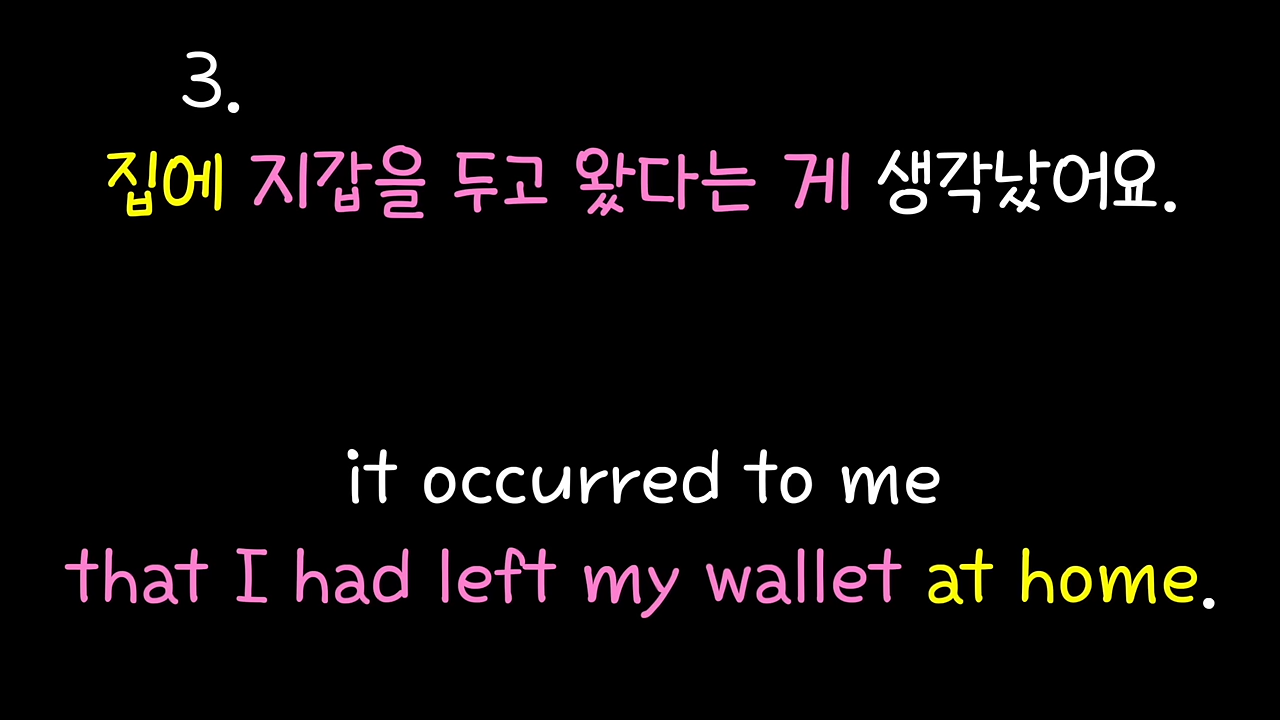 3.
집에 지갑을 두고 왔다는 게 생각났어요.
it occurred to me
that I had left my wallet at home.